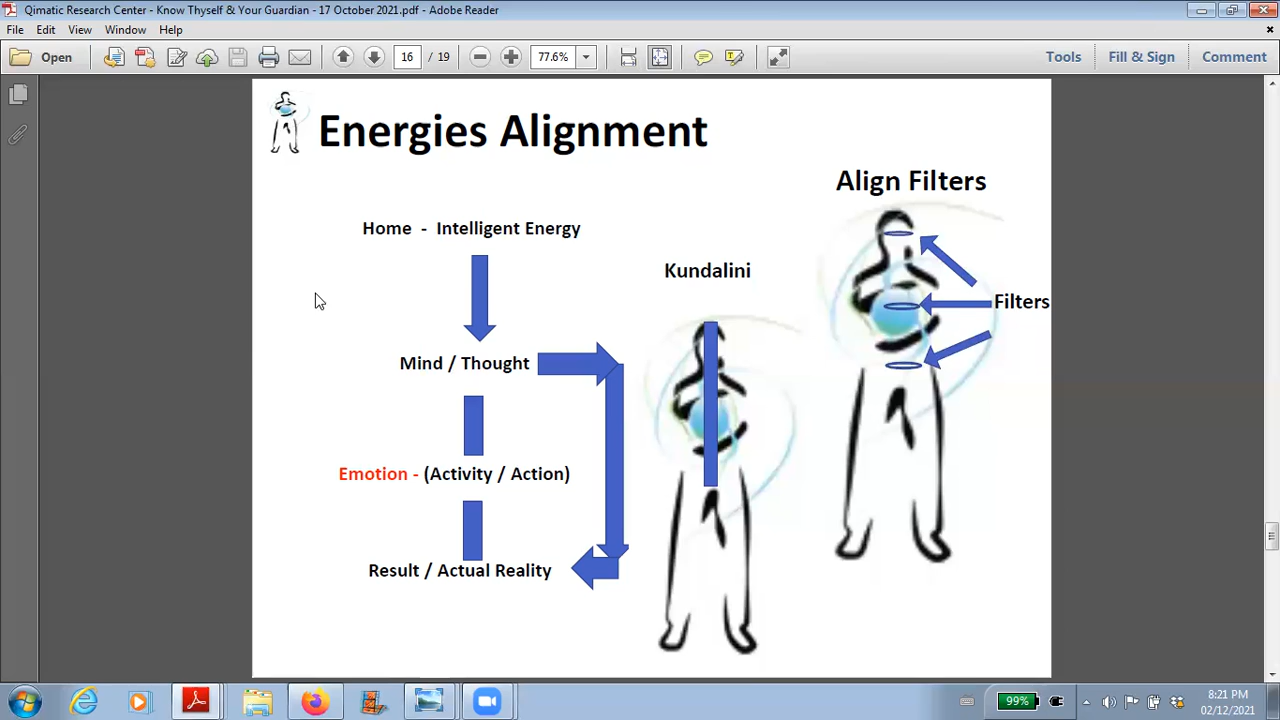 Qimatic Research Center - Know Thyself & Your Guardian - 17 October 2021.pdf - Adobe Reader
File Edit View Window Help
Open 16 / 19 77.6% Tools Fill & Sign Comment
Energies Alignment
Align Filters
Home - Intelligent Energy
Kundalini
Filters
Mind / Thought
Emotion - (Activity / Action)
Result / Actual Reality
99% 8:21 PM
02/12/2021